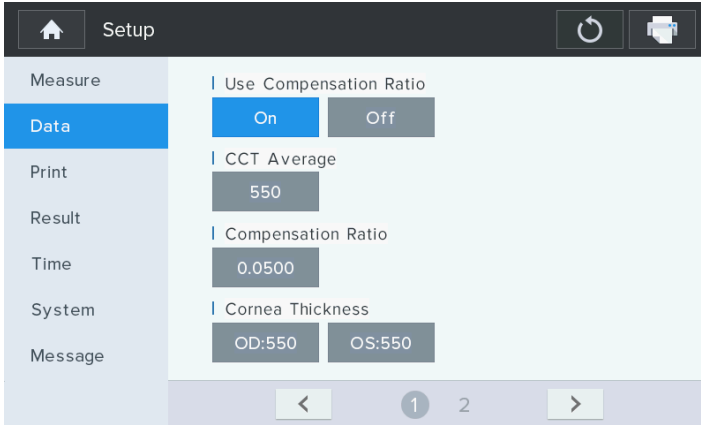 Setup
Measure
Data
Print
Result
Time
System
Message
Use Compensation Ratio
On Off
CCT Average
550
Compensation Ratio
0.0500
Cornea Thickness
OD:550 OS:550
< 1 2 >